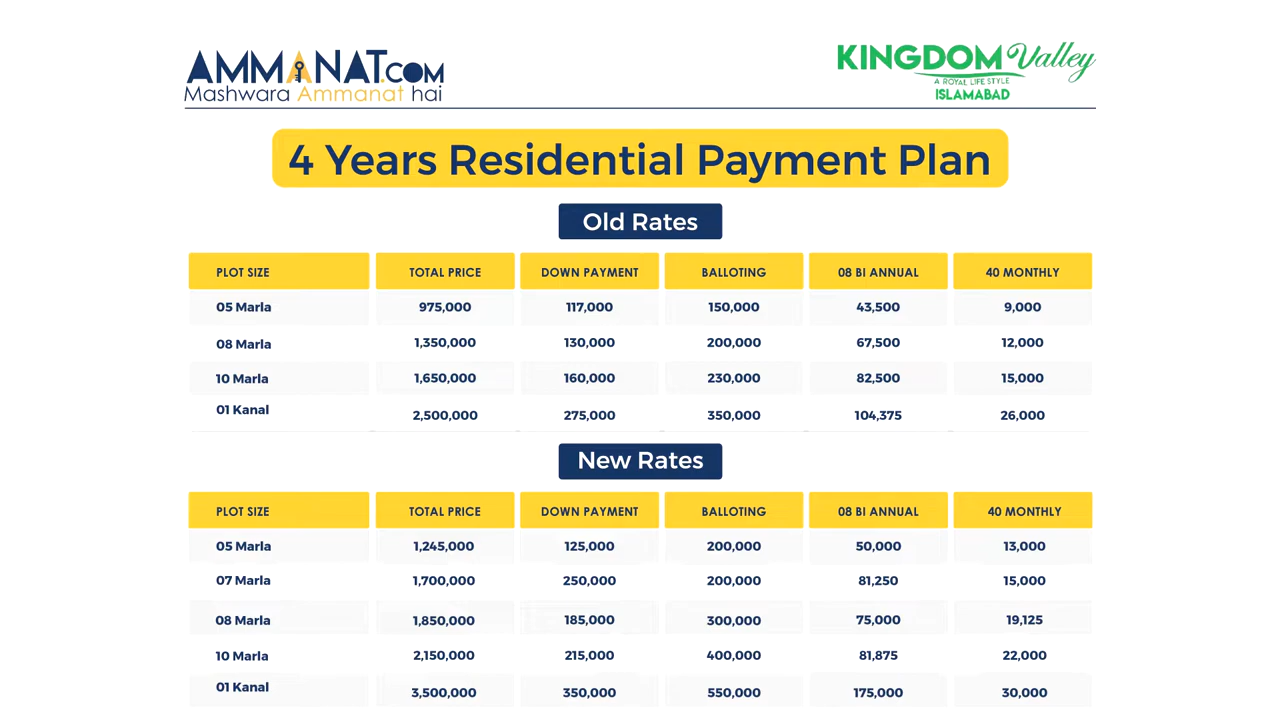 AMMANAT.COM
Mashwara Ammanat hai
KINGDOM Valley
A ROYAL LIFE STYLE
ISLAMABAD
4 Years Residential Payment Plan
Old Rates
PLOT SIZE TOTAL PRICE DOWN PAYMENT BALLOTING 08 BI ANNUAL 40 MONTHLY
05 Marla 975,000 117,000 150,000 43,500 9,000
08 Marla 1,350,000 130,000 200,000 67,500 12,000
10 Marla 1,650,000 160,000 230,000 82,500 15,000
01 Kanal 2,500,000 275,000 350,000 104,375 26,000
New Rates
PLOT SIZE TOTAL PRICE DOWN PAYMENT BALLOTING 08 BI ANNUAL 40 MONTHLY
05 Marla 1,245,000 125,000 200,000 50,000 13,000
07 Marla 1,700,000 250,000 200,000 81,250 15,000
08 Marla 1,850,000 185,000 300,000 75,000 19,125
10 Marla 2,150,000 215,000 400,000 81,875 22,000
01 Kanal 3,500,000 350,000 550,000 175,000 30,000